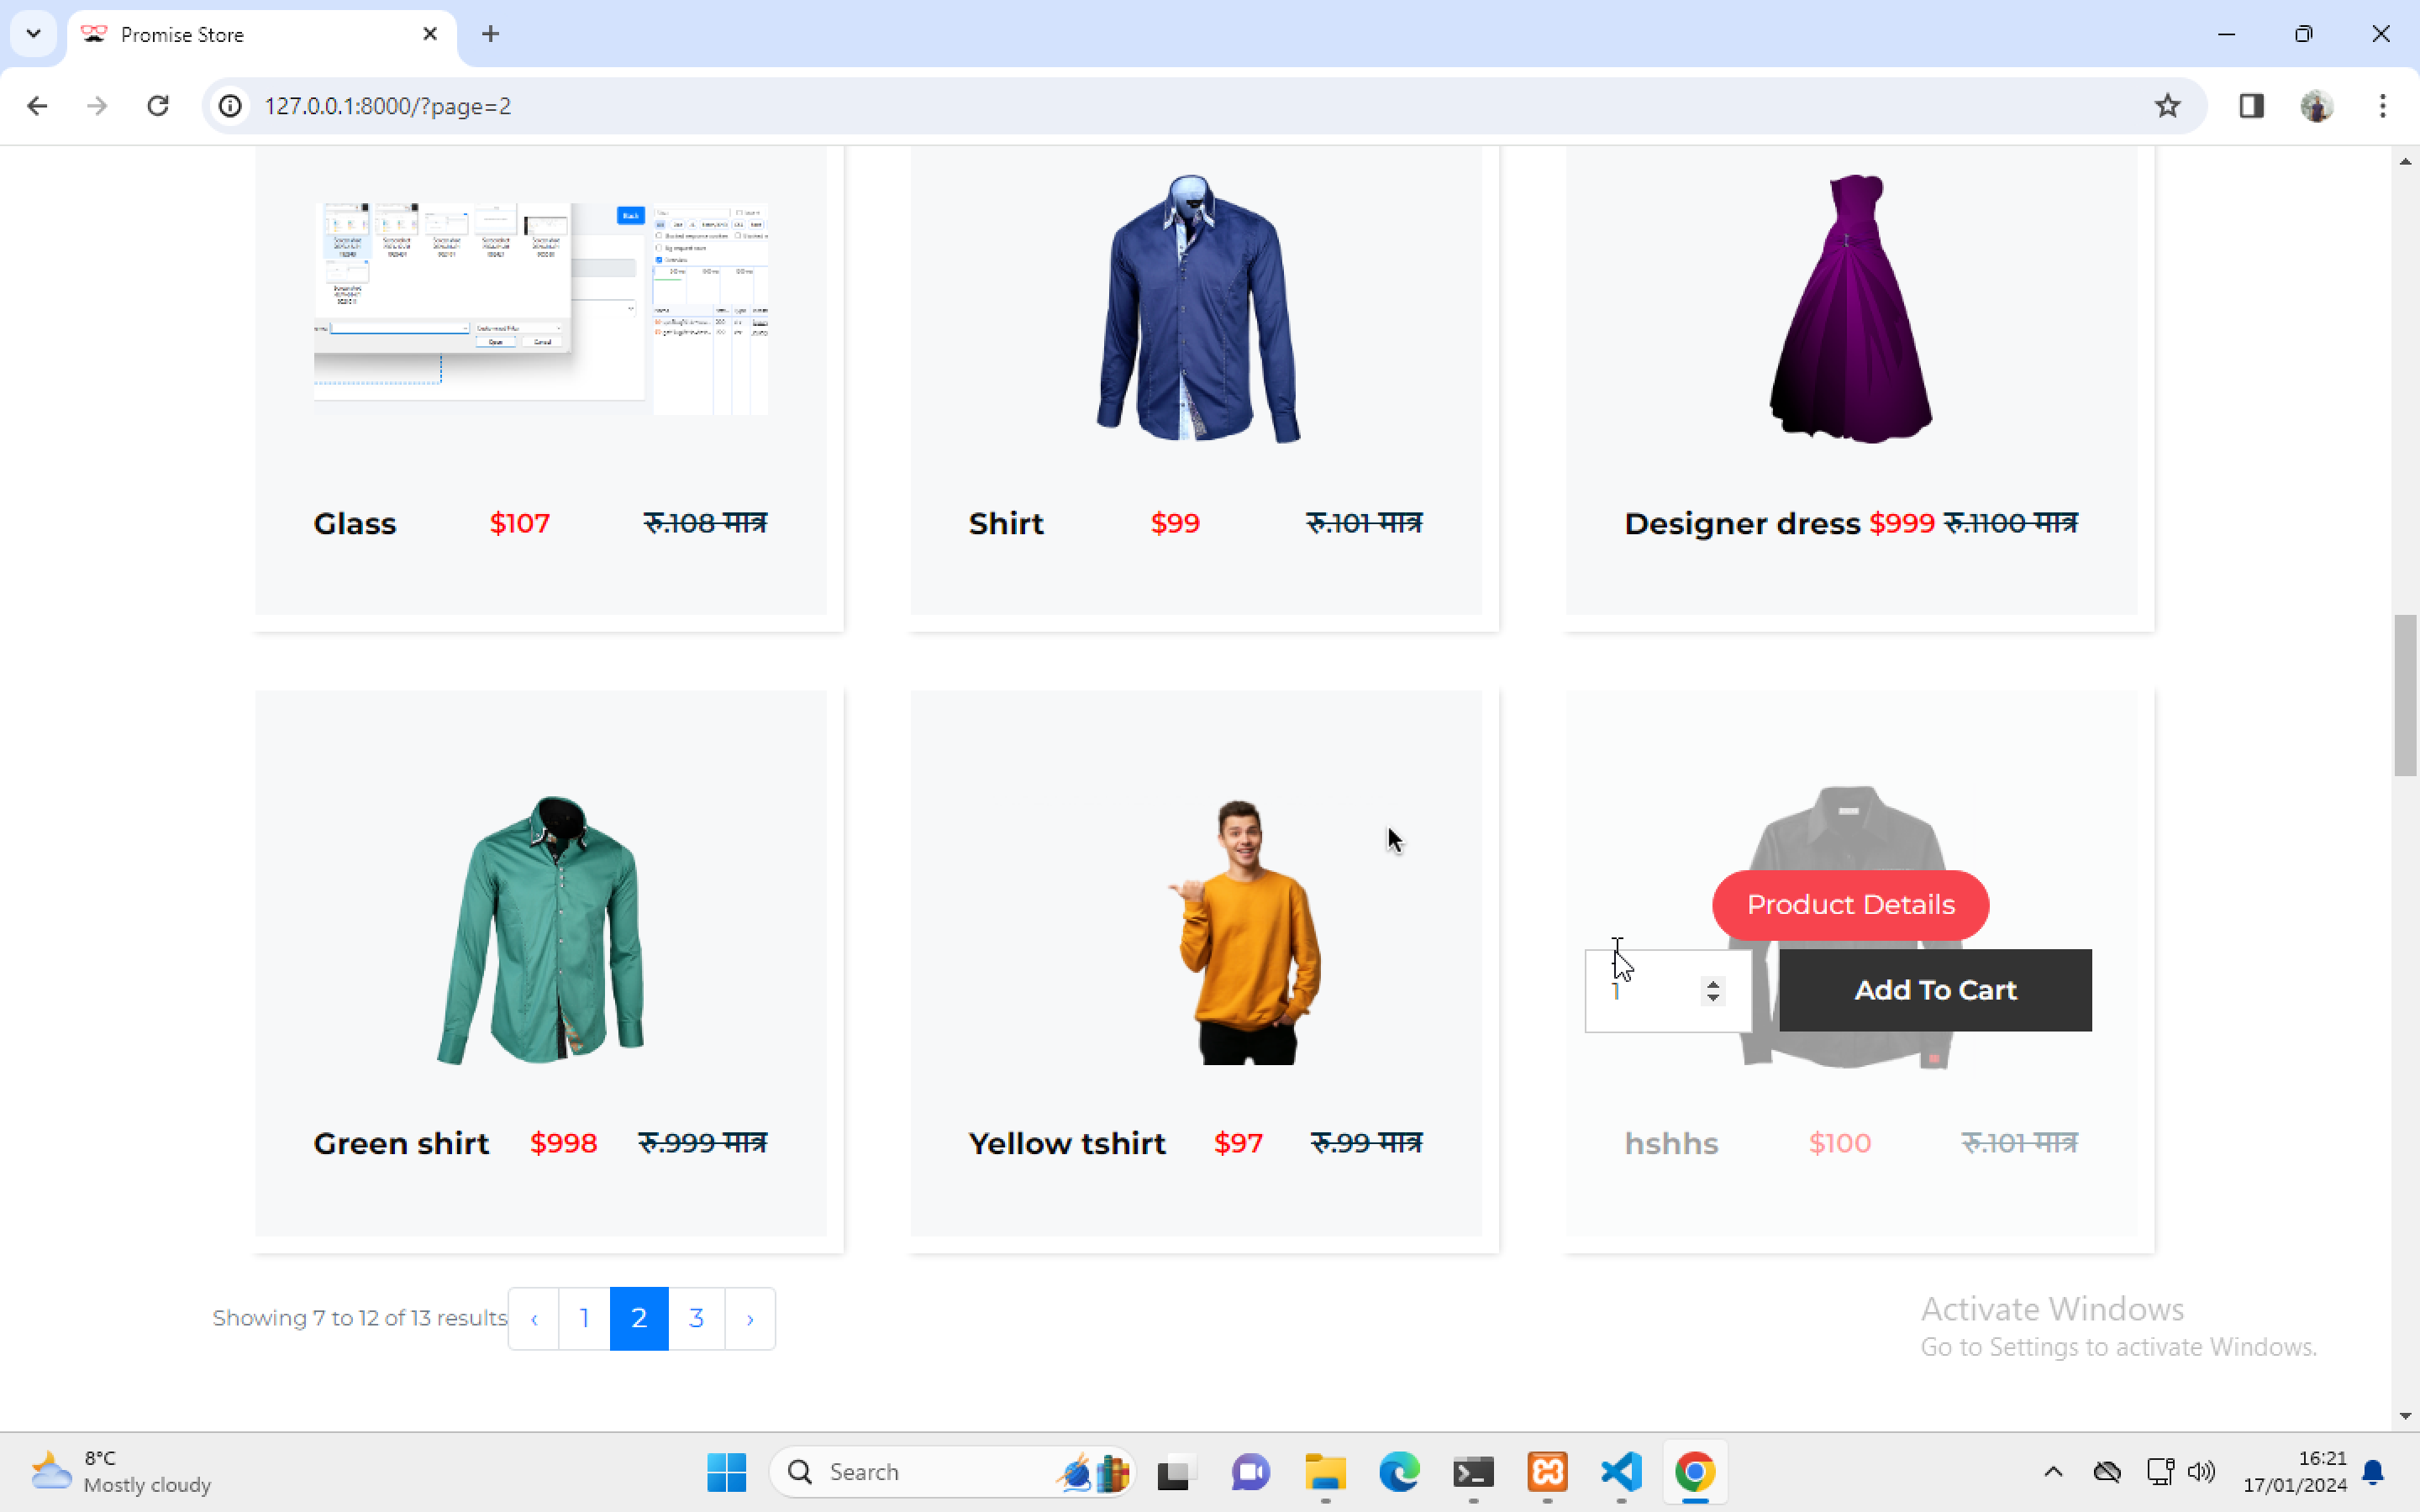 Promise Store
127.0.0.1:8000/?page=2
Back
Open
Cancel
Glass $107 रु.108 मात्र
Shirt $99 रु.101 मात्र
Designer dress $999 रु.1100 मात्र
Product Details
1
Add To Cart
Green shirt $998 रु.999 मात्र
Yellow tshirt $97 रु.99 मात्र
hshhs $100 रु.101 मात्र
Showing 7 to 12 of 13 results ‹ 1 2 3 ›
Activate Windows
Go to Settings to activate Windows.
8°C
Mostly cloudy
Search
16:21
17/01/2024